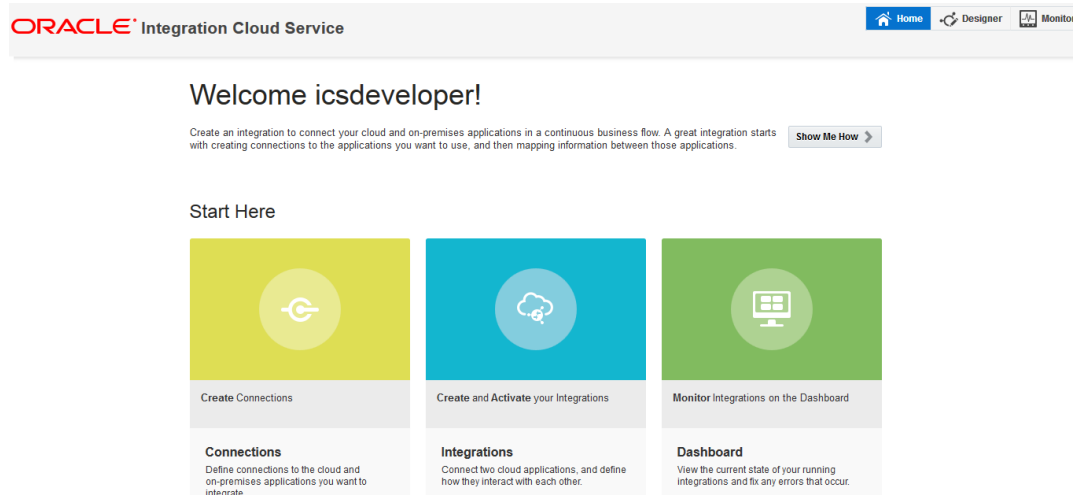 ORACLE Integration Cloud Service
Home Designer Monitor
Welcome icsdeveloper!
Create an integration to connect your cloud and on-premises applications in a continuous business flow. A great integration starts
with creating connections to the applications you want to use, and then mapping information between those applications.
Show Me How
Start Here
Create Connections
Create and Activate your Integrations
Monitor Integrations on the Dashboard
Connections
Define connections to the cloud and
on-premises applications you want to
integrate
Integrations
Connect two cloud applications, and define
how they interact with each other.
Dashboard
View the current state of your running
integrations and fix any errors that occur.